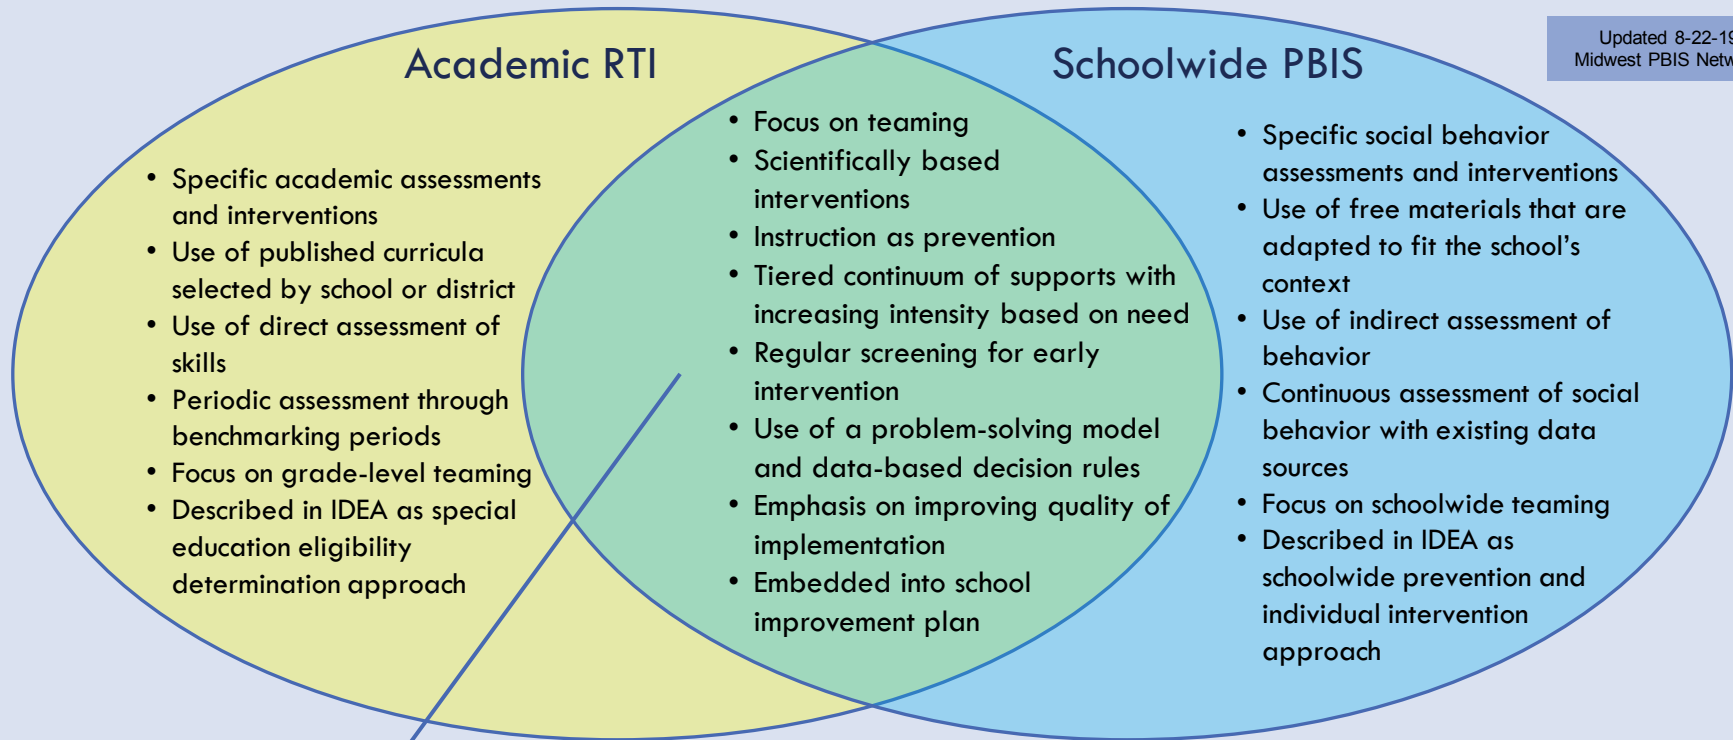 Academic RTI
Schoolwide PBIS
Updated 8-22-19
Midwest PBIS Netw
• Specific academic assessments
and interventions
• Use of published curricula
selected by school or district
• Use of direct assessment of
skills
• Periodic assessment through
benchmarking periods
• Focus on grade-level teaming
• Described in IDEA as special
education eligibility
determination approach
• Focus on teaming
• Scientifically based
interventions
• Instruction as prevention
• Tiered continuum of supports with
increasing intensity based on need
• Regular screening for early
intervention
• Use of a problem-solving model
and data-based decision rules
• Emphasis on improving quality of
implementation
• Embedded into school
improvement plan
• Specific social behavior
assessments and interventions
• Use of free materials that are
adapted to fit the school’s
context
• Use of indirect assessment of
behavior
• Continuous assessment of social
behavior with existing data
sources
• Focus on schoolwide teaming
• Described in IDEA as
schoolwide prevention and
individual intervention
approach